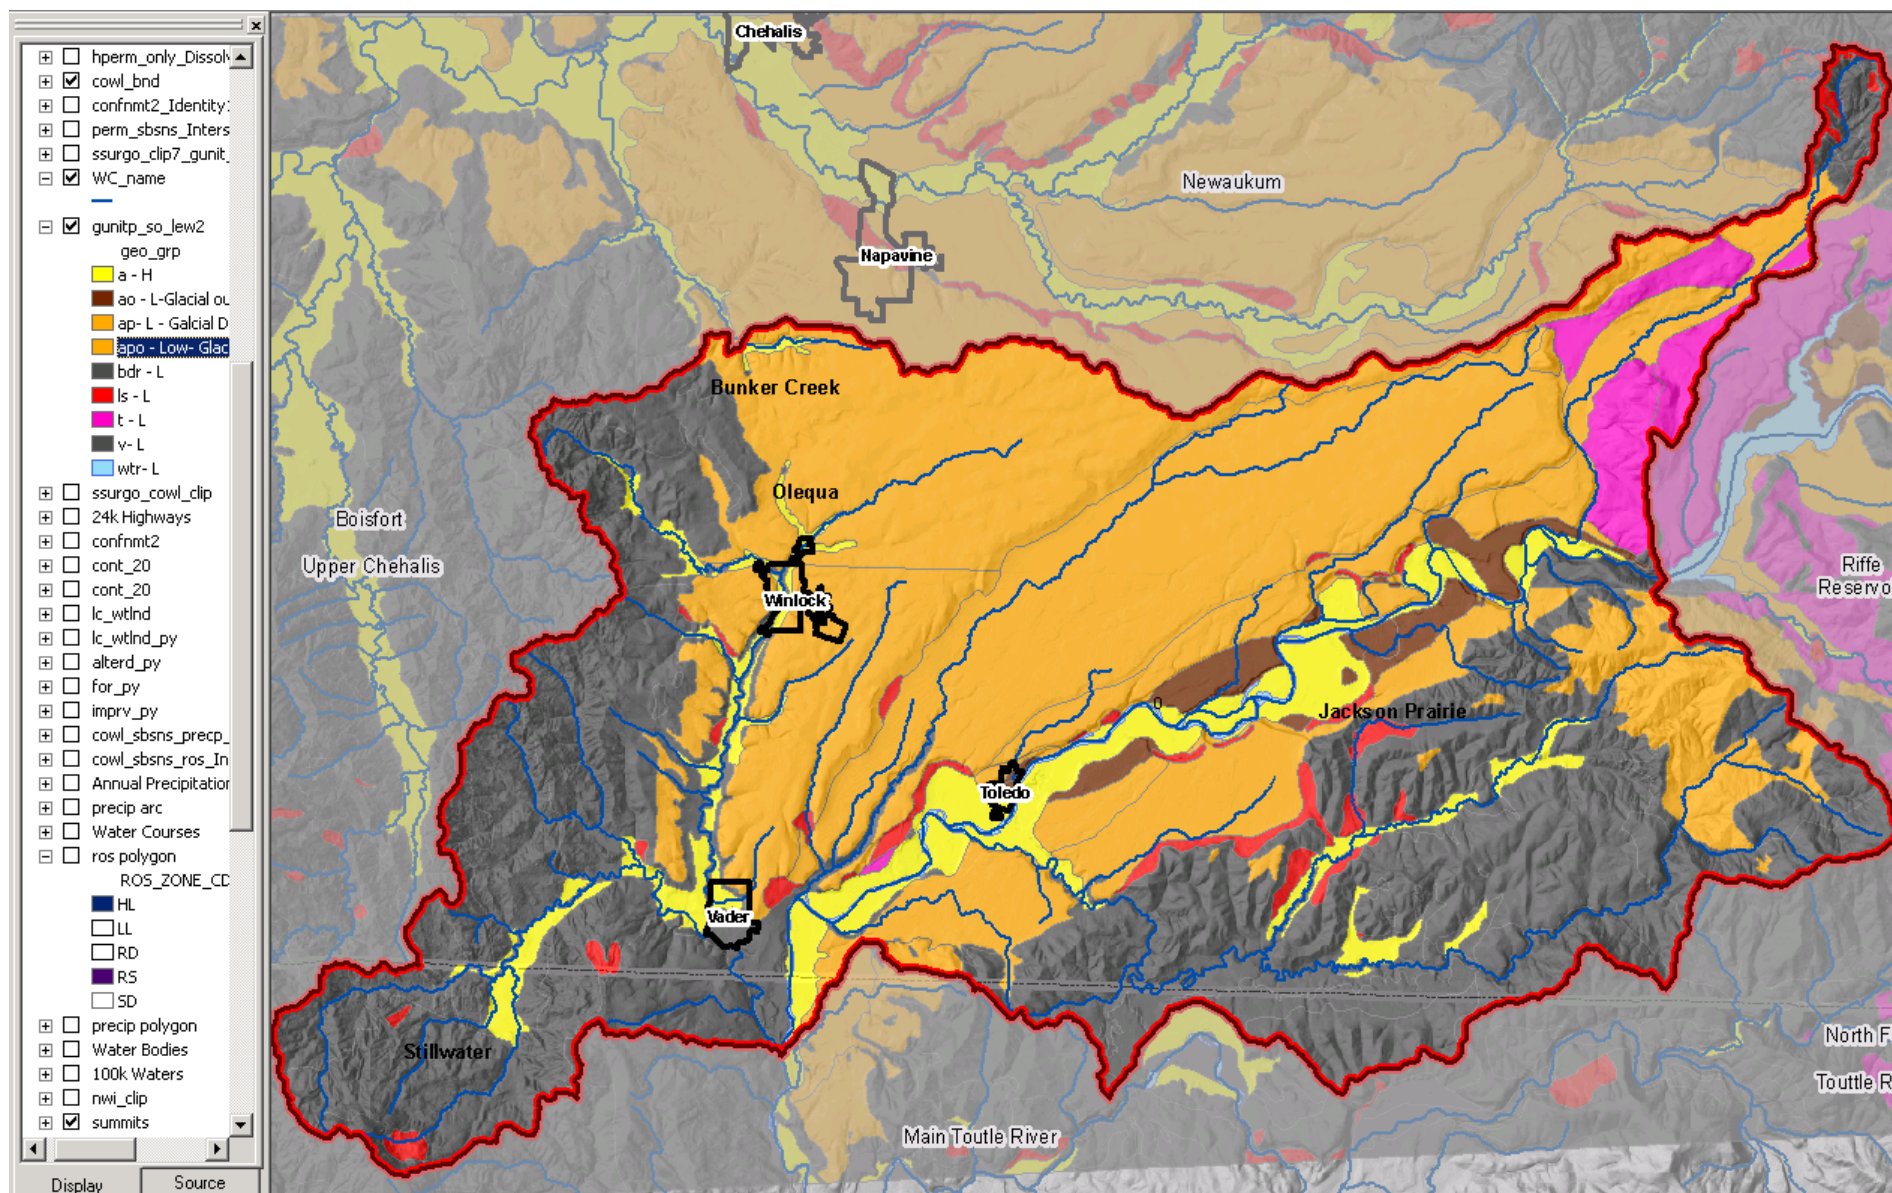 hperm_only_Dissolv
cowl_bnd
confnmt2_Identity
perm_sbsns_Inters
ssurgo_clip7_gunit_
WC_name
gunitp_so_lew2
geo_grp
a - H
ao - L-Glacial ou
ap- L - Galcial D
apo - Low- Glac
bdr - L
ls - L
t - L
v- L
wtr- L
ssurgo_cowl_clip
24k Highways
confnmt2
cont_20
cont_20
lc_wtlnd
lc_wtlnd_py
alterd_py
for_py
imprv_py
cowl_sbsns_precp_
cowl_sbsns_ros_In
Annual Precipitation
precip arc
Water Courses
ros polygon
ROS_ZONE_CD
HL
LL
RD
RS
SD
precip polygon
Water Bodies
100k Waters
nwi_clip
summits
Display
Source
Chehalis
Newaukum
Napavine
Bunker Creek
Olequa
Boisfort
Upper Chehalis
Winlock
Riffe
Reservo
0
Jackson Prairie
Toledo
Vader
Stillwater
North F
Touttle R
Main Toutle River